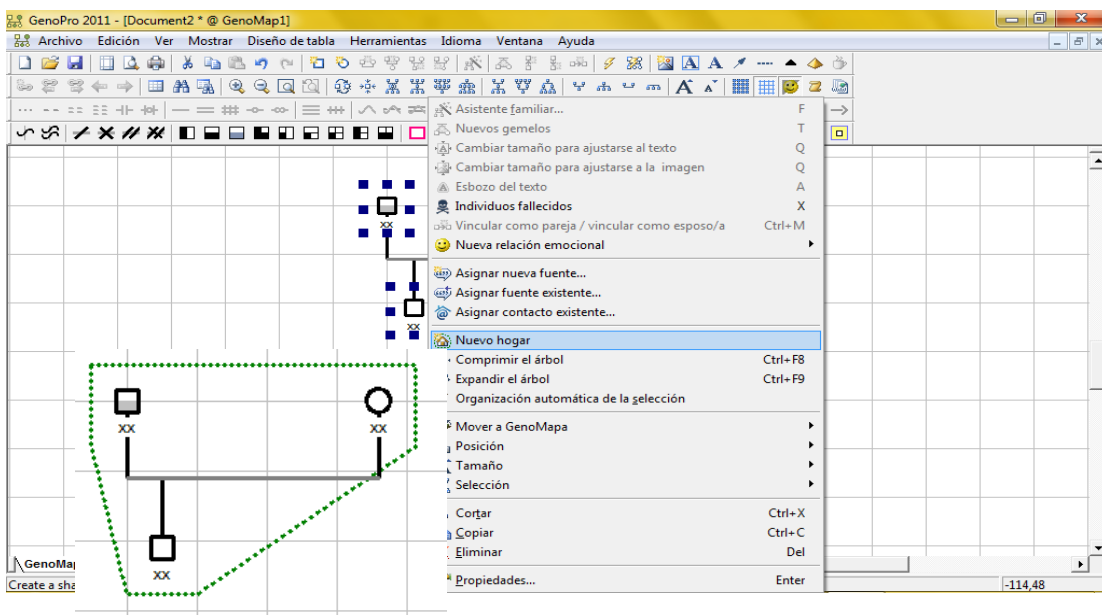 GenoPro 2011 - [Document2 * @ GenoMap1]
Archivo Edición Ver Mostrar Diseño de tabla Herramientas Idioma Ventana Ayuda
Asistente familiar... F
Nuevos gemelos T
Cambiar tamaño para ajustarse al texto Q
Cambiar tamaño para ajustarse a la imagen Q
Esbozo del texto A
Individuos fallecidos X
Vincular como pareja / vincular como esposo/a Ctrl+M
Nueva relación emocional
Asignar nueva fuente...
Asignar fuente existente...
Asignar contacto existente...
Nuevo hogar
Comprimir el árbol Ctrl+F8
Expandir el árbol Ctrl+F9
Organización automática de la selección
Mover a GenoMapa
Posición
Tamaño
Selección
Cortar Ctrl+X
Copiar Ctrl+C
Eliminar Del
Propiedades... Enter
xx
xx
xx xx
xx
GenoMa
Create a sha
-114,48